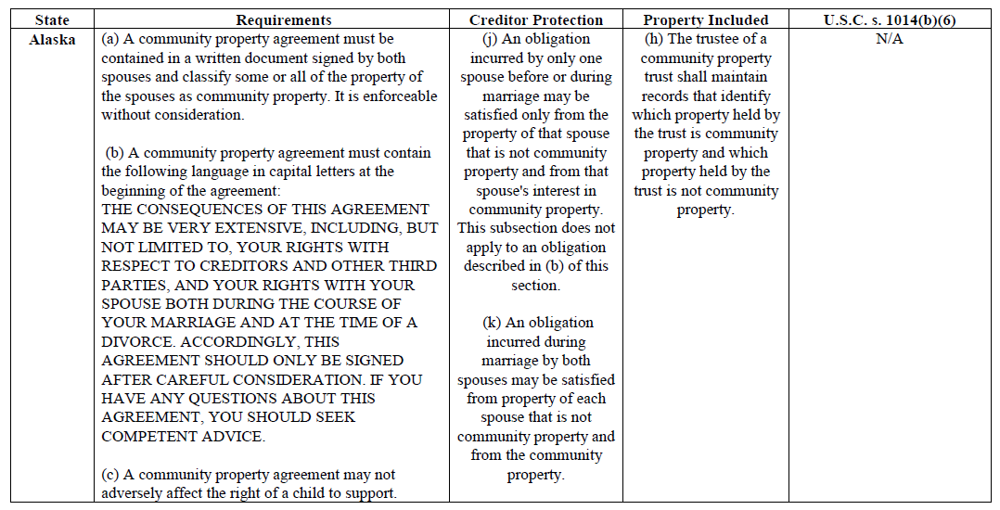 State
Requirements
Creditor Protection
Property Included
U.S.C. s. 1014(b)(6)
Alaska
(a) A community property agreement must be
contained in a written document signed by both
spouses and classify some or all of the property of
the spouses as community property. It is enforceable
without consideration.
(b) A community property agreement must contain
the following language in capital letters at the
beginning of the agreement:
THE CONSEQUENCES OF THIS AGREEMENT
MAY BE VERY EXTENSIVE, INCLUDING, BUT
NOT LIMITED TO, YOUR RIGHTS WITH
RESPECT TO CREDITORS AND OTHER THIRD
PARTIES, AND YOUR RIGHTS WITH YOUR
SPOUSE BOTH DURING THE COURSE OF
YOUR MARRIAGE AND AT THE TIME OF A
DIVORCE. ACCORDINGLY, THIS
AGREEMENT SHOULD ONLY BE SIGNED
AFTER CAREFUL CONSIDERATION. IF YOU
HAVE ANY QUESTIONS ABOUT THIS
AGREEMENT, YOU SHOULD SEEK
COMPETENT ADVICE.
(c) A community property agreement may not
adversely affect the right of a child to support.
(j) An obligation
incurred by only one
spouse before or during
marriage may be
satisfied only from the
property of that spouse
that is not community
property and from that
spouse's interest in
community property.
This subsection does not
apply to an obligation
described in (b) of this
section.
(k) An obligation
incurred during
marriage by both
spouses may be satisfied
from property of each
spouse that is not
community property and
from the community
property.
(h) The trustee of a
community property
trust shall maintain
records that identify
which property held by
the trust is community
property and which
property held by the
trust is not community
property.
N/A